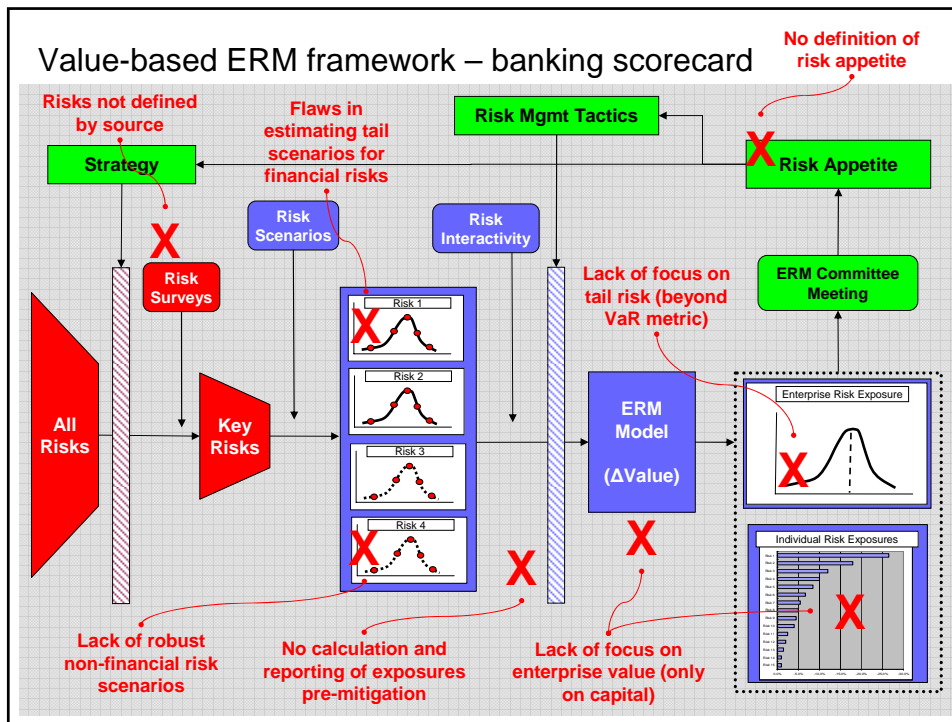 Value-based ERM framework – banking scorecard
No definition of
risk appetite
Risks not defined
by source
Flaws in
estimating tail
scenarios for
financial risks
Risk Mgmt Tactics
Strategy
X
Risk Appetite
X
Risk
Scenarios
Risk
Interactivity
Risk
Surveys
Lack of focus on
tail risk (beyond
VaR metric)
ERM Committee
Meeting
Risk 1
X
Risk 2
Enterprise Risk Exposure
X
All
Risks
Key
Risks
ERM
Model
(ΔValue)
Risk 3
Risk 4
X
X
X
Individual Risk Exposures
Risk 1
X
Lack of robust
non-financial risk
scenarios
No calculation and
reporting of exposures
pre-mitigation
Lack of focus on
enterprise value (only
on capital)